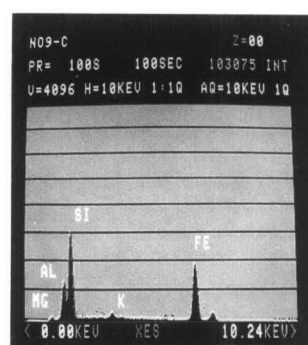 NO9-C Z=00
PR= 100S 100SEC 103075 INT
V=4096 H=10KEV 1:1Q AQ=10KEV 1Q
SI
FE
AL
MG K
< 0.00KEV XES 10.24KEV>